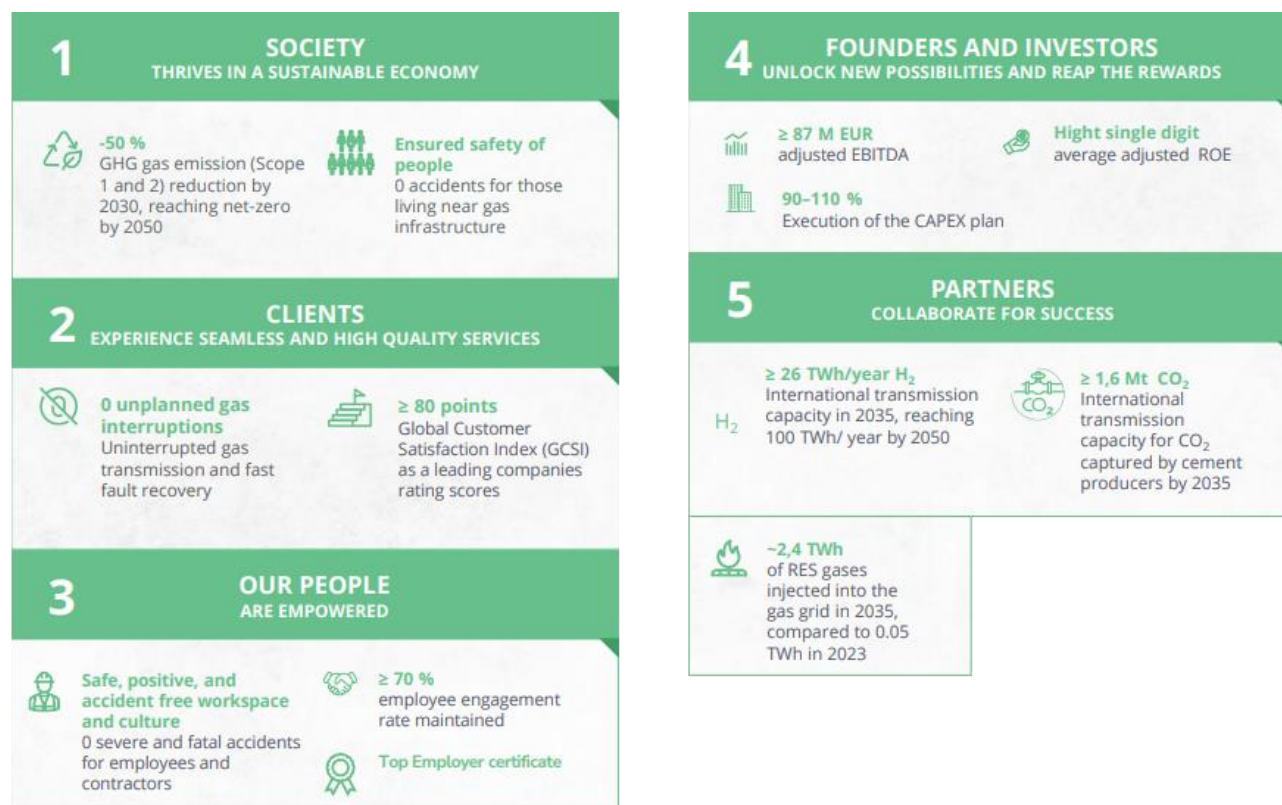 1
SOCIETY
THRIVES IN A SUSTAINABLE ECONOMY
-50 %
GHG gas emission (Scope
1 and 2) reduction by
2030, reaching net-zero
by 2050
Ensured safety of
people
0 accidents for those
living near gas
infrastructure
2
CLIENTS
EXPERIENCE SEAMLESS AND HIGH QUALITY SERVICES
0 unplanned gas
interruptions
Uninterrupted gas
transmission and fast
fault recovery
≥ 80 points
Global Customer
Satisfaction Index (GCSI)
as a leading companies
rating scores
3
OUR PEOPLE
ARE EMPOWERED
Safe, positive, and
accident free workspace
and culture
0 severe and fatal accidents
for employees and
contractors
≥ 70 %
employee engagement
rate maintained
Top Employer certificate
4
FOUNDERS AND INVESTORS
UNLOCK NEW POSSIBILITIES AND REAP THE REWARDS
≥ 87 M EUR
adjusted EBITDA
Hight single digit
average adjusted ROE
90–110 %
Execution of the CAPEX plan
5
PARTNERS
COLLABORATE FOR SUCCESS
H₂
≥ 26 TWh/year H₂
International transmission
capacity in 2035, reaching
100 TWh/ year by 2050
CO₂
≥ 1,6 Mt CO₂
International
transmission
capacity for CO₂
captured by cement
producers by 2035
~2,4 TWh
of RES gases
injected into the
gas grid in 2035,
compared to 0.05
TWh in 2023